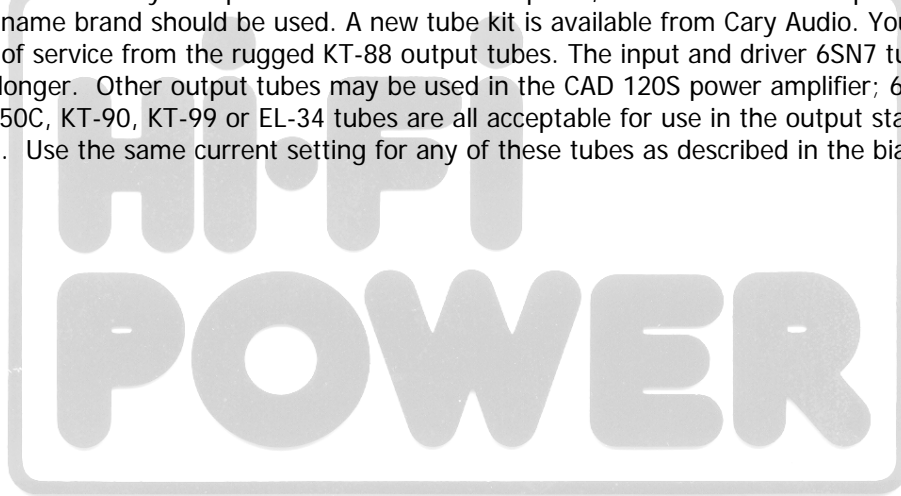 name brand should be used. A new tube kit is available from Cary Audio. You
of service from the rugged KT-88 output tubes. The input and driver 6SN7 tu
longer. Other output tubes may be used in the CAD 120S power amplifier; 6
50C, KT-90, KT-99 or EL-34 tubes are all acceptable for use in the output sta
. Use the same current setting for any of these tubes as described in the bia
Hi-Fi
POWER